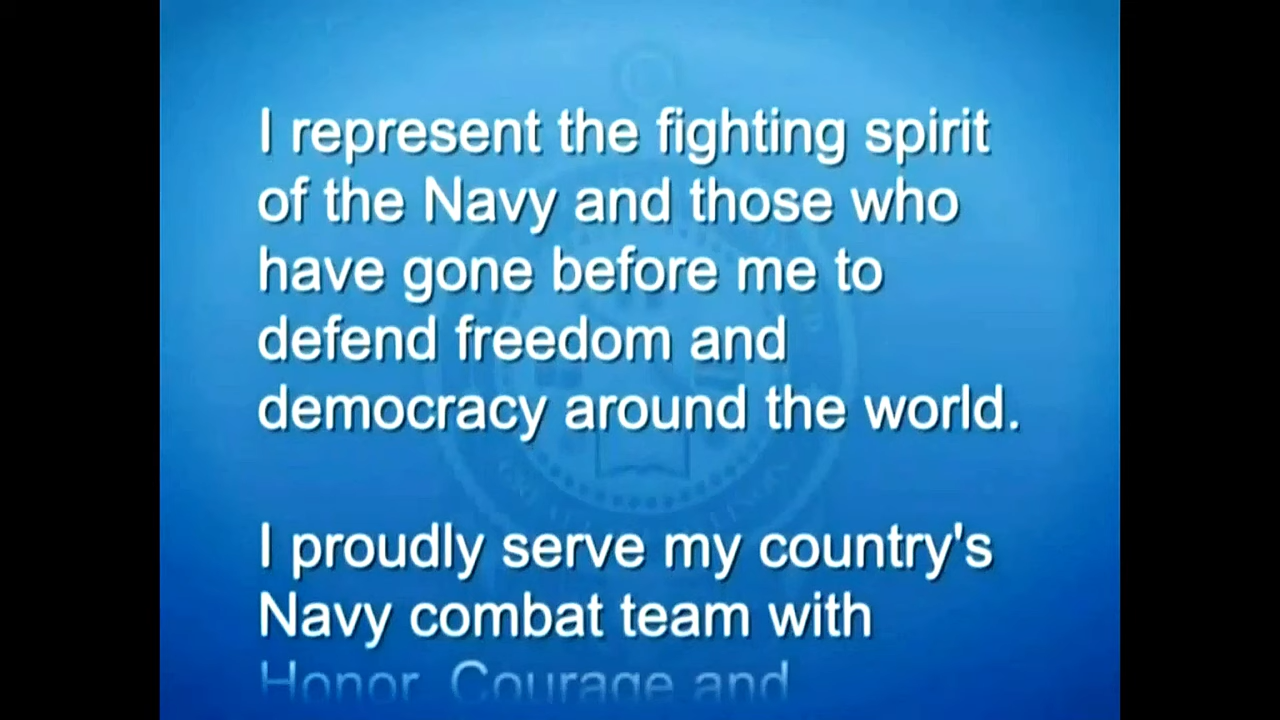 I represent the fighting spirit
of the Navy and those who
have gone before me to
defend freedom and
democracy around the world.
I proudly serve my country's
Navy combat team with
Honor, Courage and